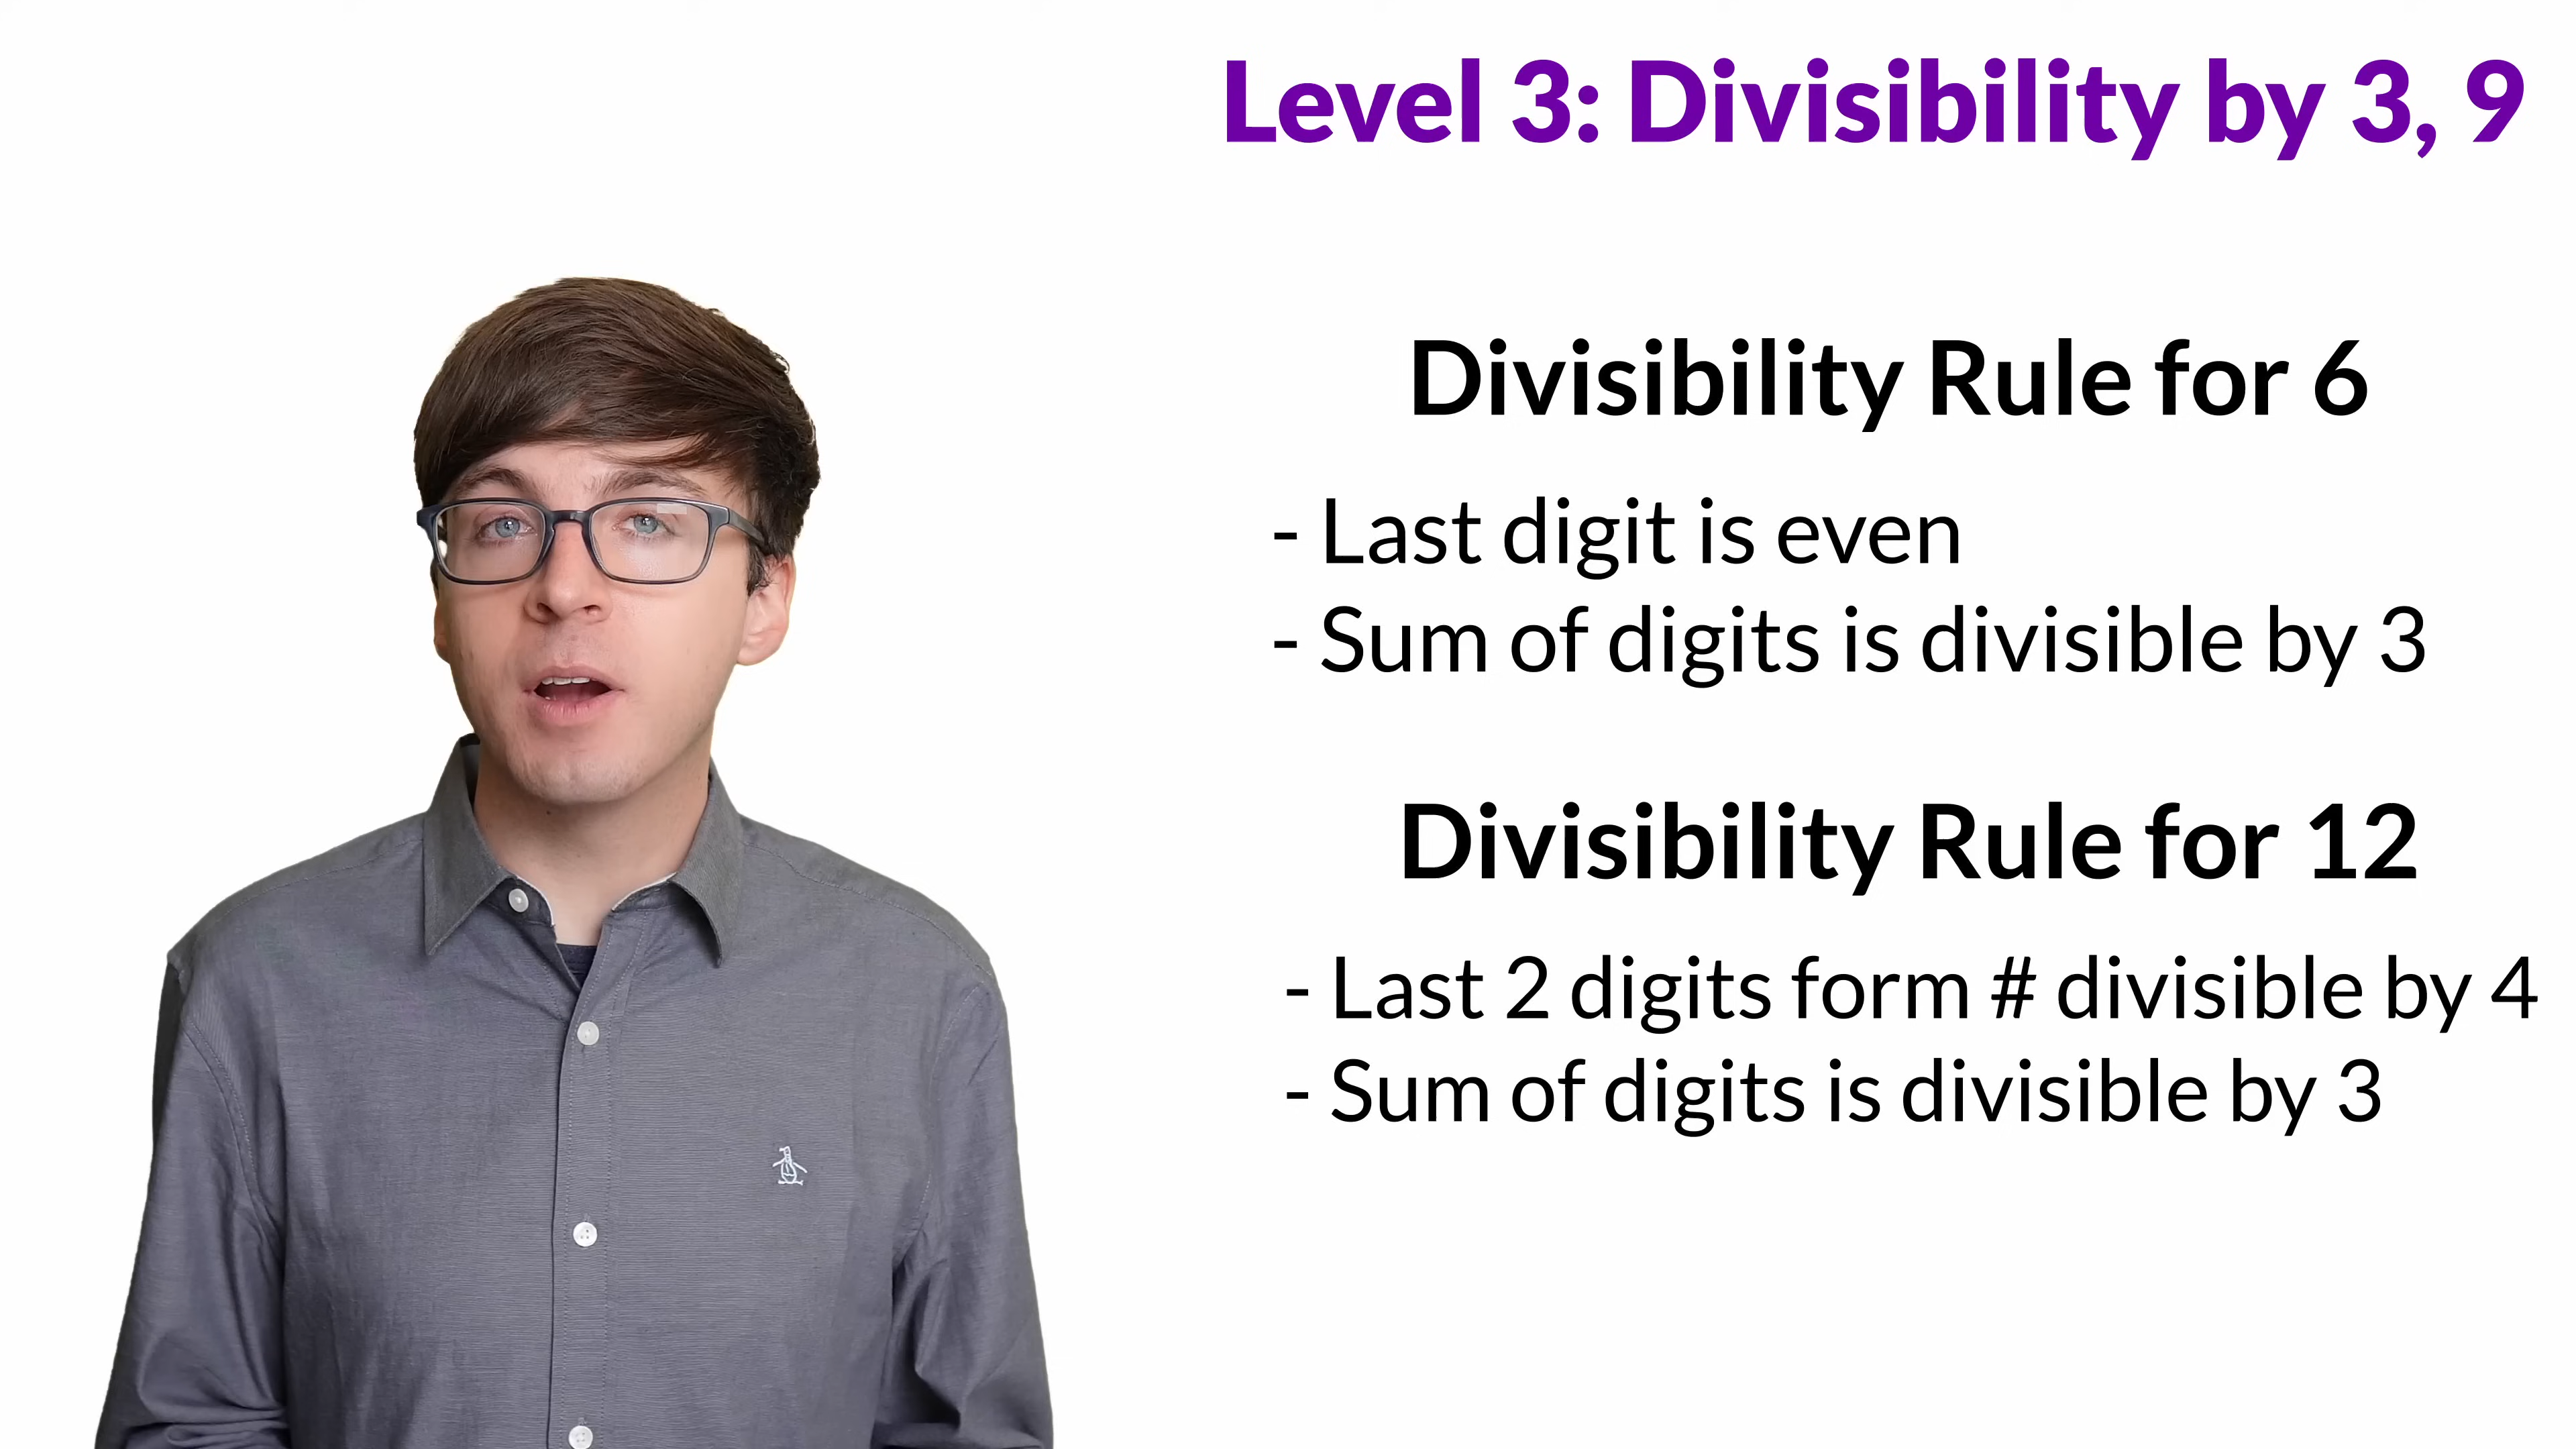 Level 3: Divisibility by 3, 9
Divisibility Rule for 6
- Last digit is even
- Sum of digits is divisible by 3
Divisibility Rule for 12
- Last 2 digits form # divisible by 4
- Sum of digits is divisible by 3